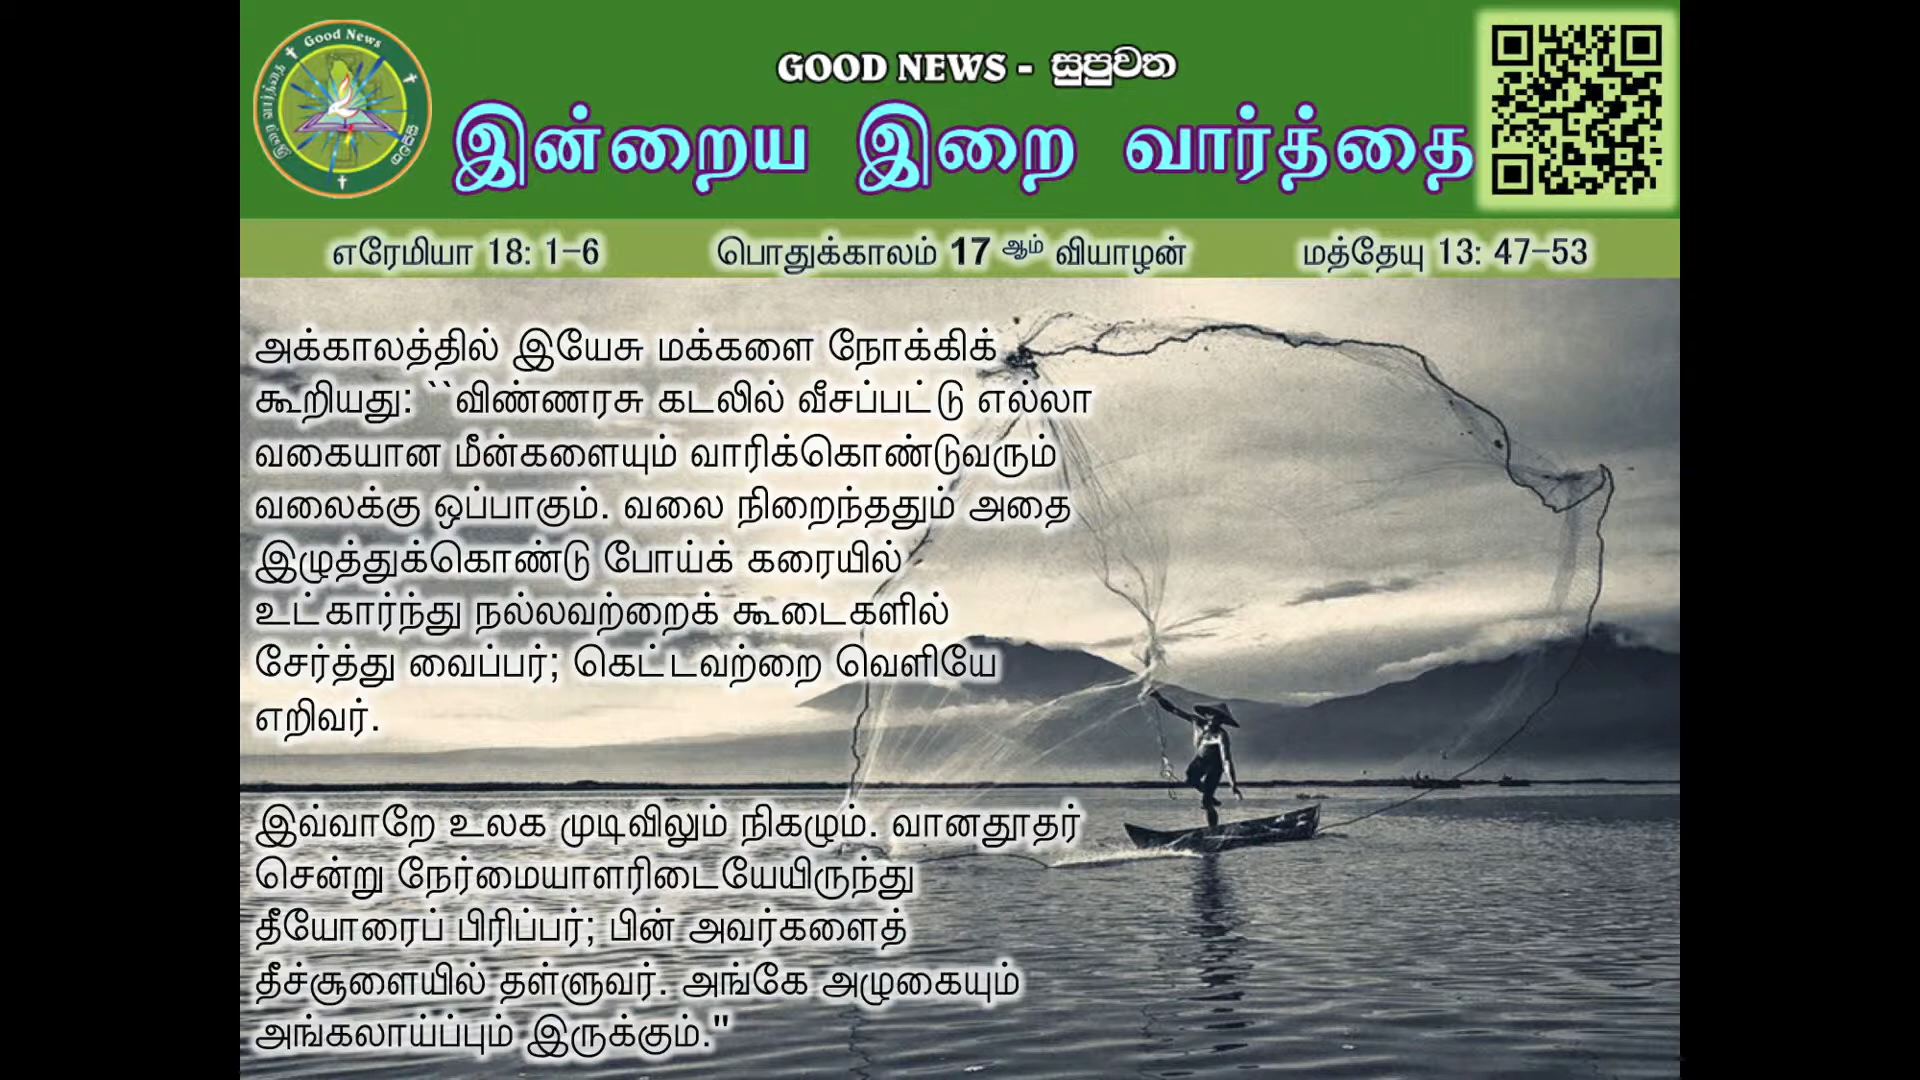 Good News
GOOD NEWS - සුපුවත
இன்றைய இறை வார்த்தை
எரேமியா 18: 1-6 பொதுக்காலம் 17 ஆம் வியாழன் மத்தேயு 13: 47-53
அக்காலத்தில் இயேசு மக்களை நோக்கிக்
கூறியது: ``விண்ணரசு கடலில் வீசப்பட்டு எல்லா
வகையான மீன்களையும் வாரிக்கொண்டுவரும்
வலைக்கு ஒப்பாகும். வலை நிறைந்ததும் அதை
இழுத்துக்கொண்டு போய்க் கரையில்
உட்கார்ந்து நல்லவற்றைக் கூடைகளில்
சேர்த்து வைப்பர்; கெட்டவற்றை வெளியே
எறிவர்.
இவ்வாறே உலக முடிவிலும் நிகழும். வானதூதர்
சென்று நேர்மையாளரிடையேயிருந்து
தீயோரைப் பிரிப்பர்; பின் அவர்களைத்
தீச்சூளையில் தள்ளுவர். அங்கே அழுகையும்
அங்கலாய்ப்பும் இருக்கும்."